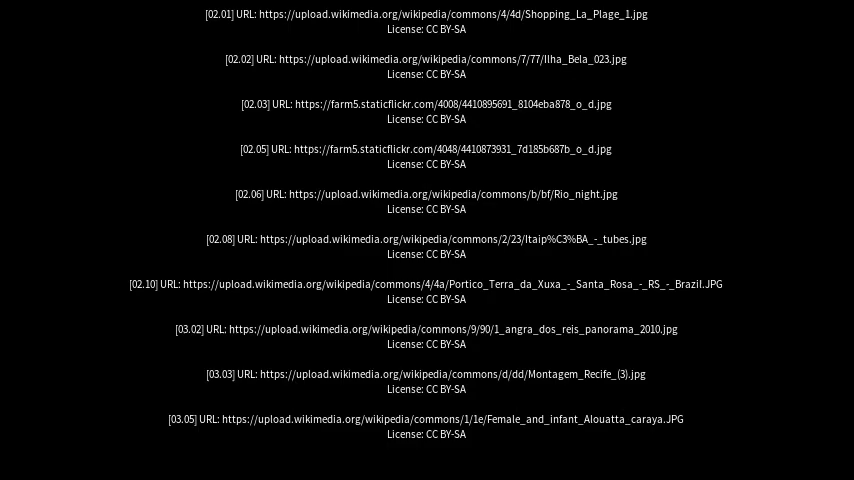 [02.01] URL: https://upload.wikimedia.org/wikipedia/commons/4/4d/Shopping_La_Plage_1.jpg
License: CC BY-SA
[02.02] URL: https://upload.wikimedia.org/wikipedia/commons/7/77/Ilha_Bela_023.jpg
License: CC BY-SA
[02.03] URL: https://farm5.staticflickr.com/4008/4410895691_8104eba878_o_d.jpg
License: CC BY-SA
[02.05] URL: https://farm5.staticflickr.com/4048/4410873931_7d185b687b_o_d.jpg
License: CC BY-SA
[02.06] URL: https://upload.wikimedia.org/wikipedia/commons/b/bf/Rio_night.jpg
License: CC BY-SA
[02.08] URL: https://upload.wikimedia.org/wikipedia/commons/2/23/Itaip%C3%BA_-_tubes.jpg
License: CC BY-SA
[02.10] URL: https://upload.wikimedia.org/wikipedia/commons/4/4a/Portico_Terra_da_Xuxa_-_Santa_Rosa_-_RS_-_Brazil.JPG
License: CC BY-SA
[03.02] URL: https://upload.wikimedia.org/wikipedia/commons/9/90/1_angra_dos_reis_panorama_2010.jpg
License: CC BY-SA
[03.03] URL: https://upload.wikimedia.org/wikipedia/commons/d/dd/Montagem_Recife_(3).jpg
License: CC BY-SA
[03.05] URL: https://upload.wikimedia.org/wikipedia/commons/1/1e/Female_and_infant_Alouatta_caraya.JPG
License: CC BY-SA